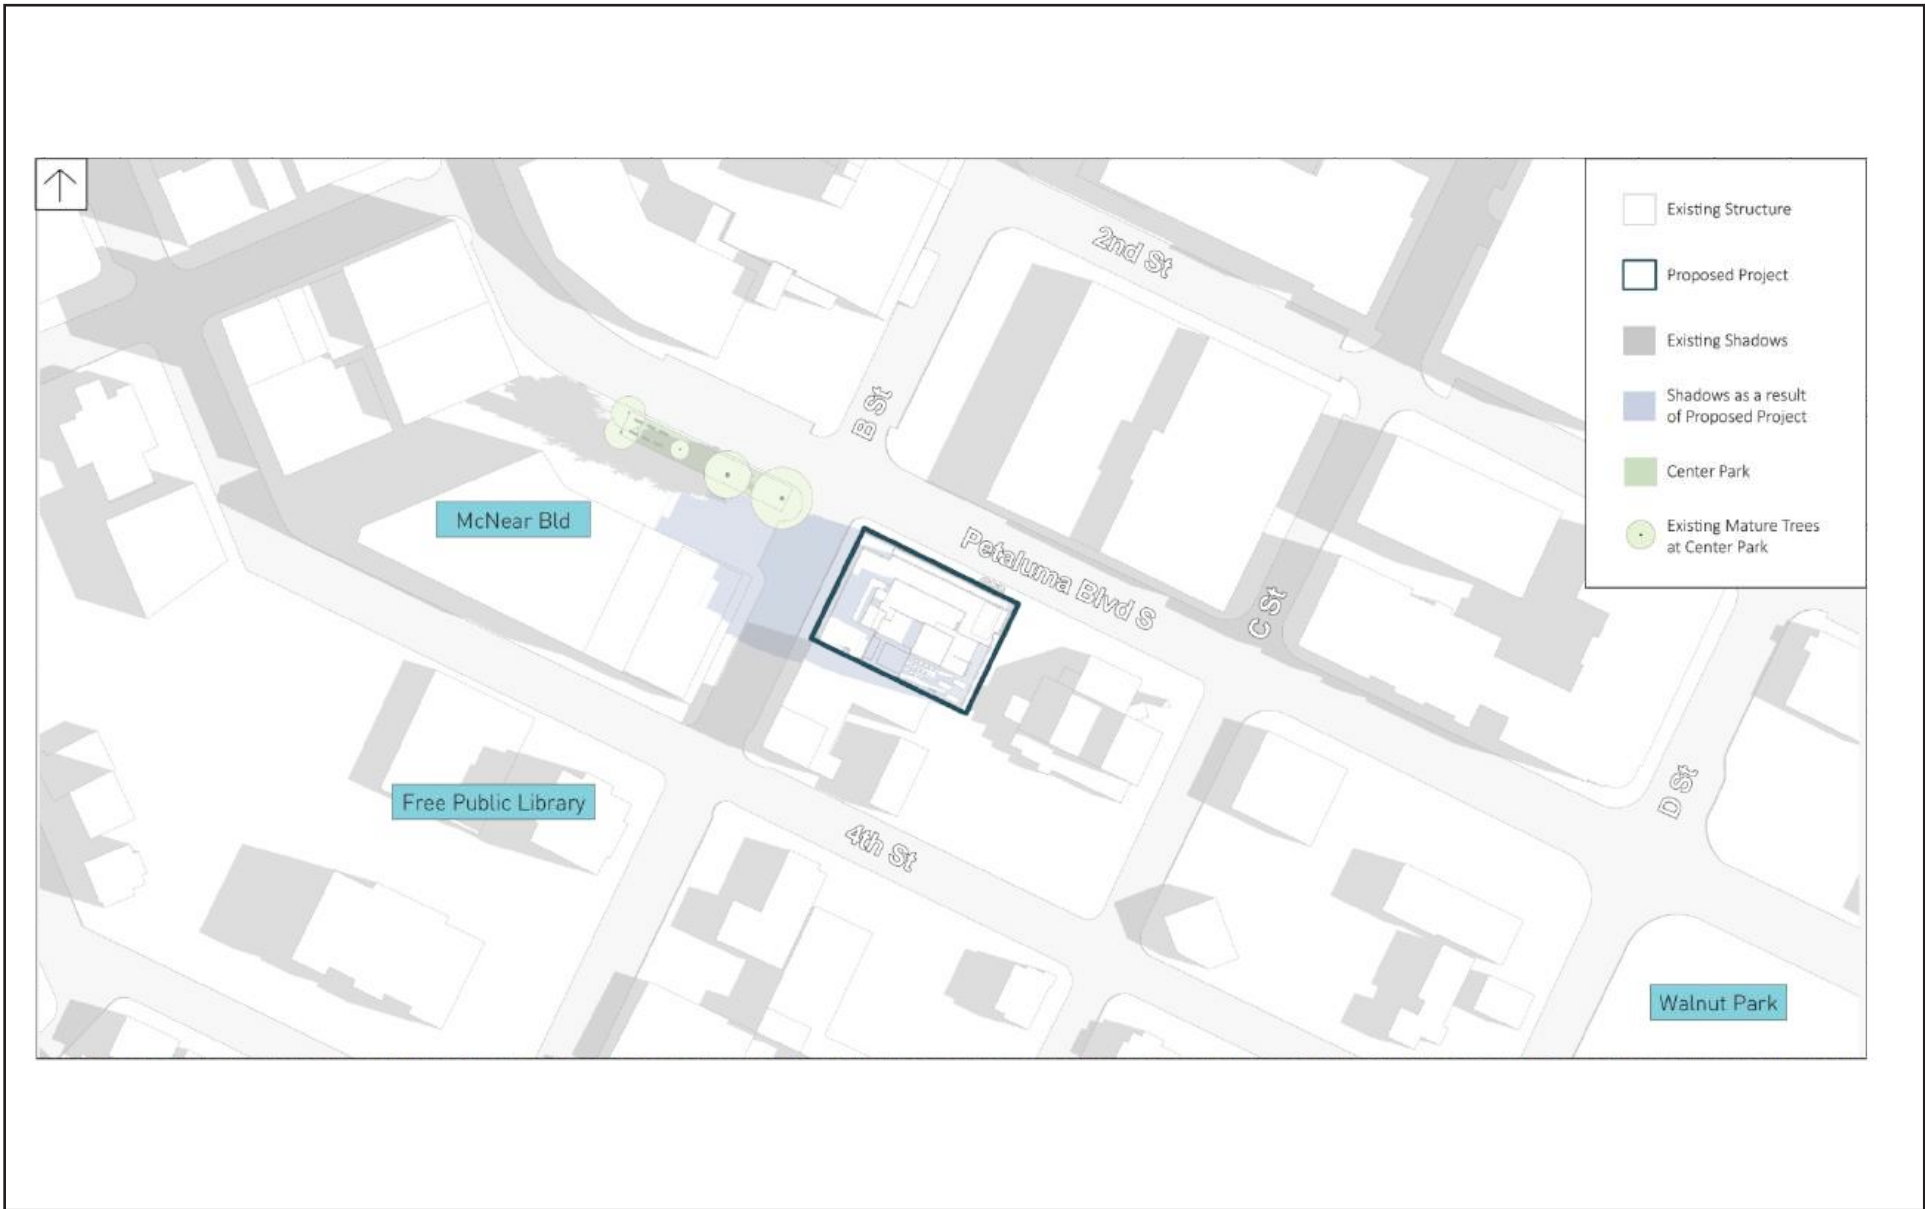 Existing Structure
Proposed Project
Existing Shadows
Shadows as a result
of Proposed Project
Center Park
Existing Mature Trees
at Center Park
2nd St
B St
McNear Bld
Petaluma Blvd S
C St
D St
Free Public Library
4th St
Walnut Park